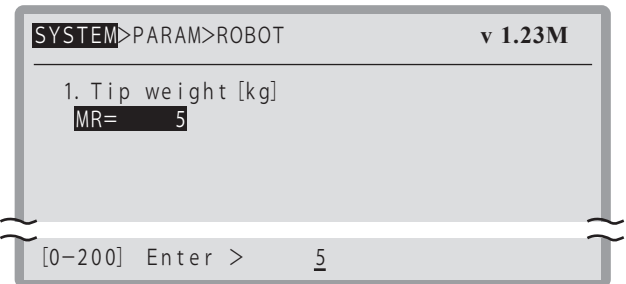 SYSTEM>PARAM>ROBOT v 1.23M
1. Tip weight [kg]
MR= 5
[0-200] Enter > 5